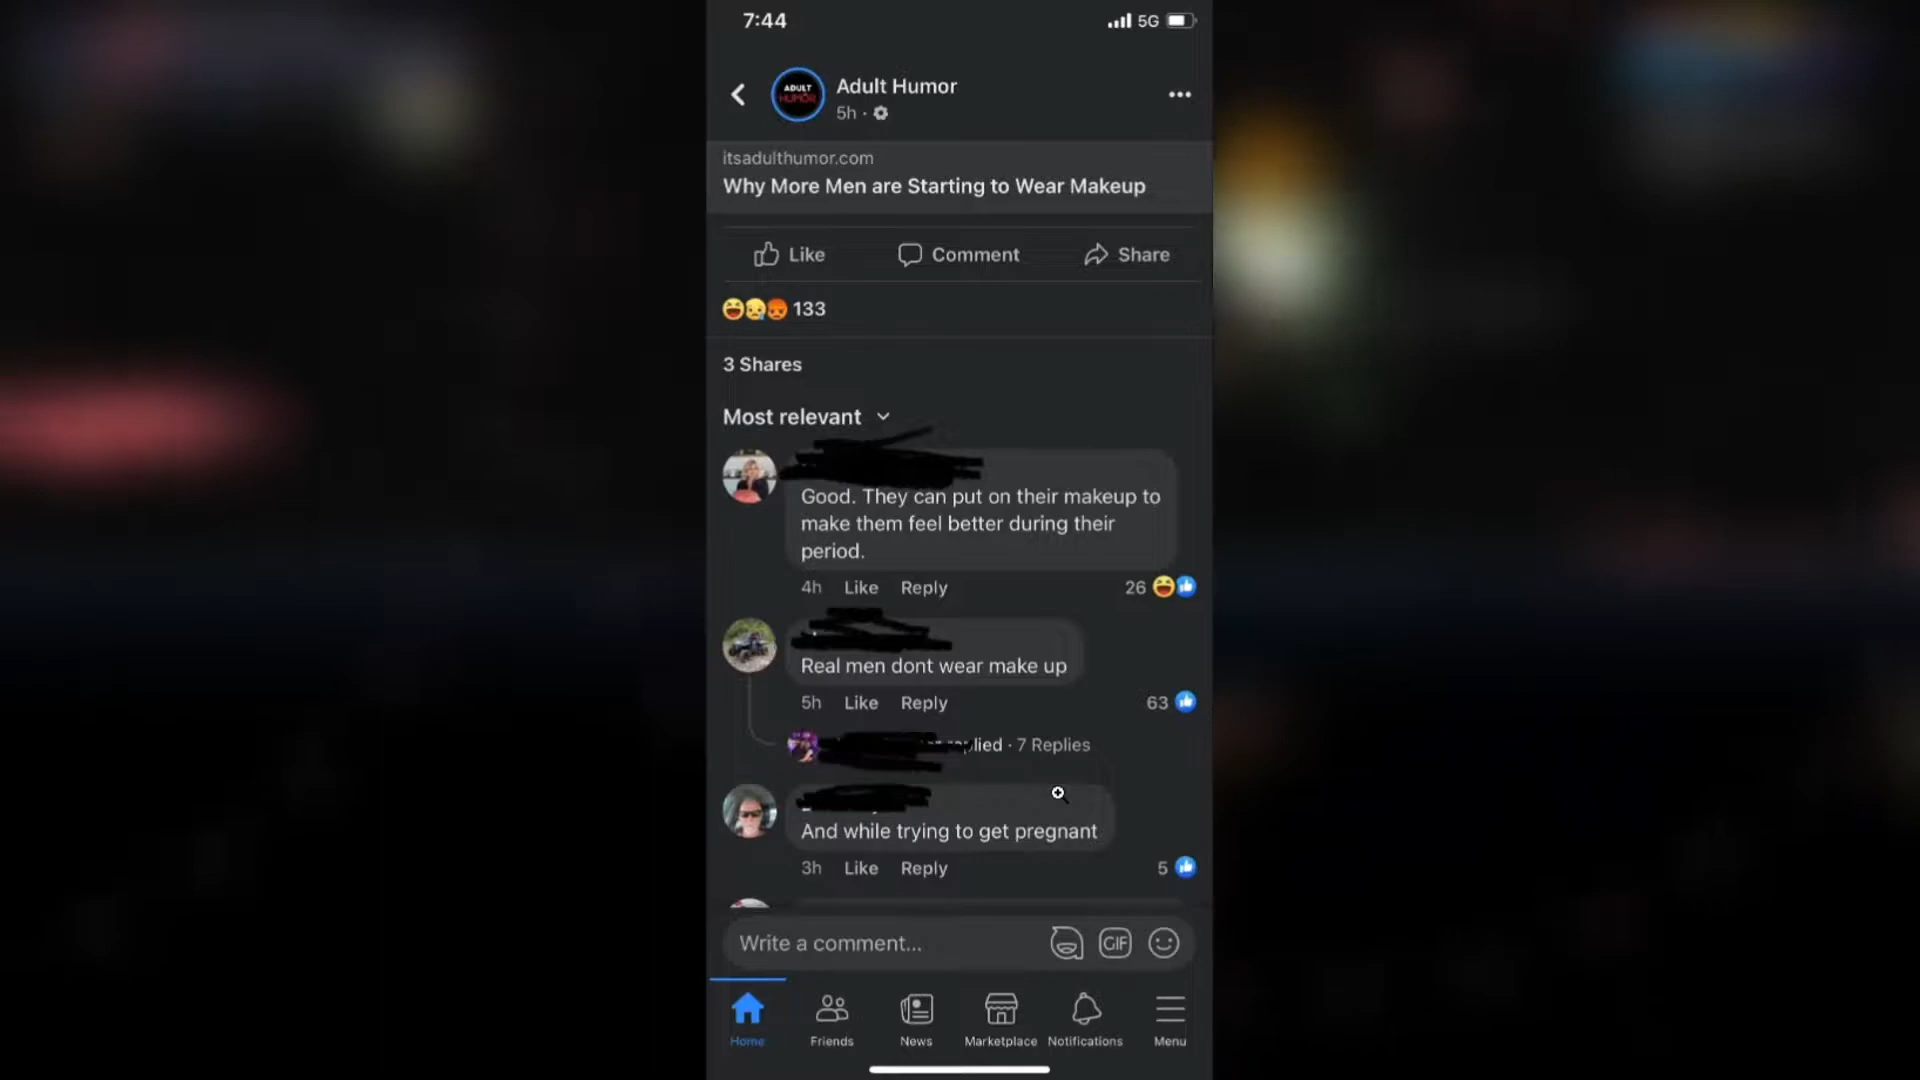 7:44
5G
ADULT
HUMOR
Adult Humor
5h ·
itsadulthumor.com
Why More Men are Starting to Wear Makeup
Like
Comment
Share
133
3 Shares
Most relevant
Good. They can put on their makeup to
make them feel better during their
period.
4h Like Reply
26
Real men dont wear make up
5h Like Reply
63
· 7 Replies
And while trying to get pregnant
3h Like Reply
5
Write a comment...
GIF
Home
Friends
News
Marketplace
Notifications
Menu